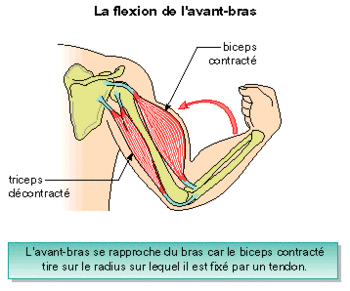 La flexion de l'avant-bras
biceps
contracté
triceps
décontracté
L'avant-bras se rapproche du bras car le biceps contracté
tire sur le radius sur lequel il est fixé par un tendon.